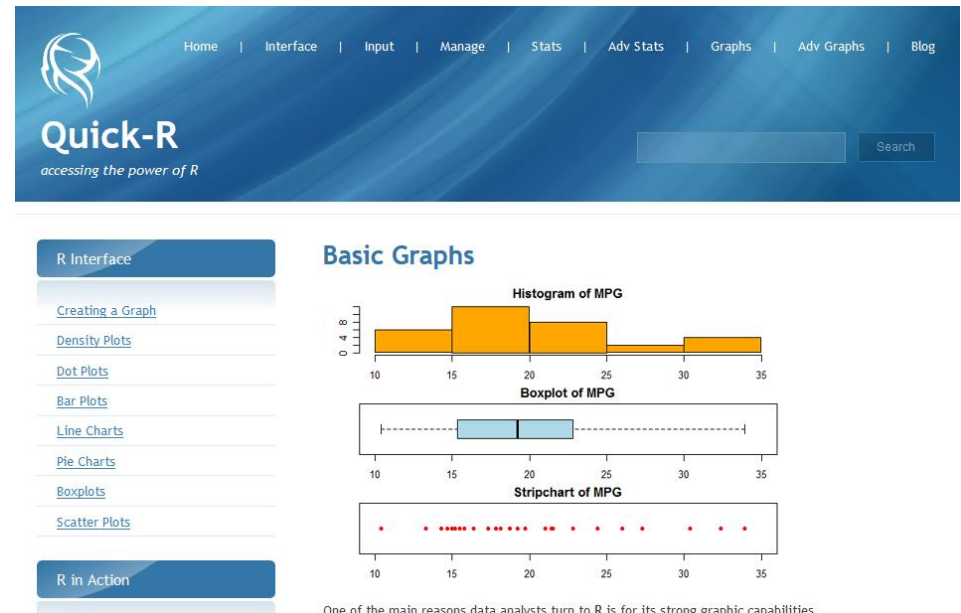 Home | Interface | Input | Manage | Stats | Adv Stats | Graphs | Adv Graphs | Blog
Quick-R
accessing the power of R
Search
R Interface
Creating a Graph
Density Plots
Dot Plots
Bar Plots
Line Charts
Pie Charts
Boxplots
Scatter Plots
R in Action
Basic Graphs
Histogram of MPG
0 4 8
10 15 20 25 30 35
Boxplot of MPG
10 15 20 25 30 35
Stripchart of MPG
10 15 20 25 30 35
One of the main reasons data analysts turn to R is for its strong graphic capabilities